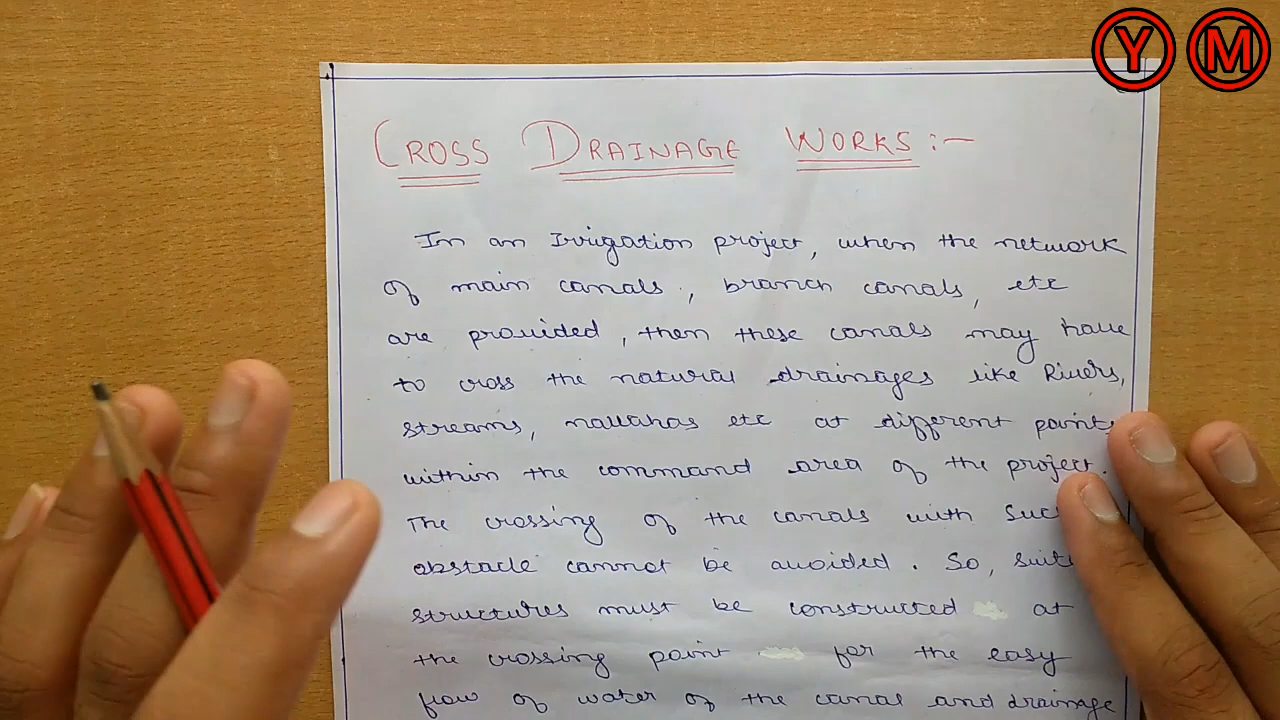 Y M
CROSS DRAINAGE WORKS :-
In an Irrigation project, when the network
of main canals, branch canals, etc
are provided, then these canals may have
to cross the natural drainages like Rivers,
streams, nallahas etc at different points
within the command area of the project.
The crossing of the canals with
obstacle cannot be avoided. So,
structures must be constructed at
the crossing point for the easy
flow of water of the canal and drainage